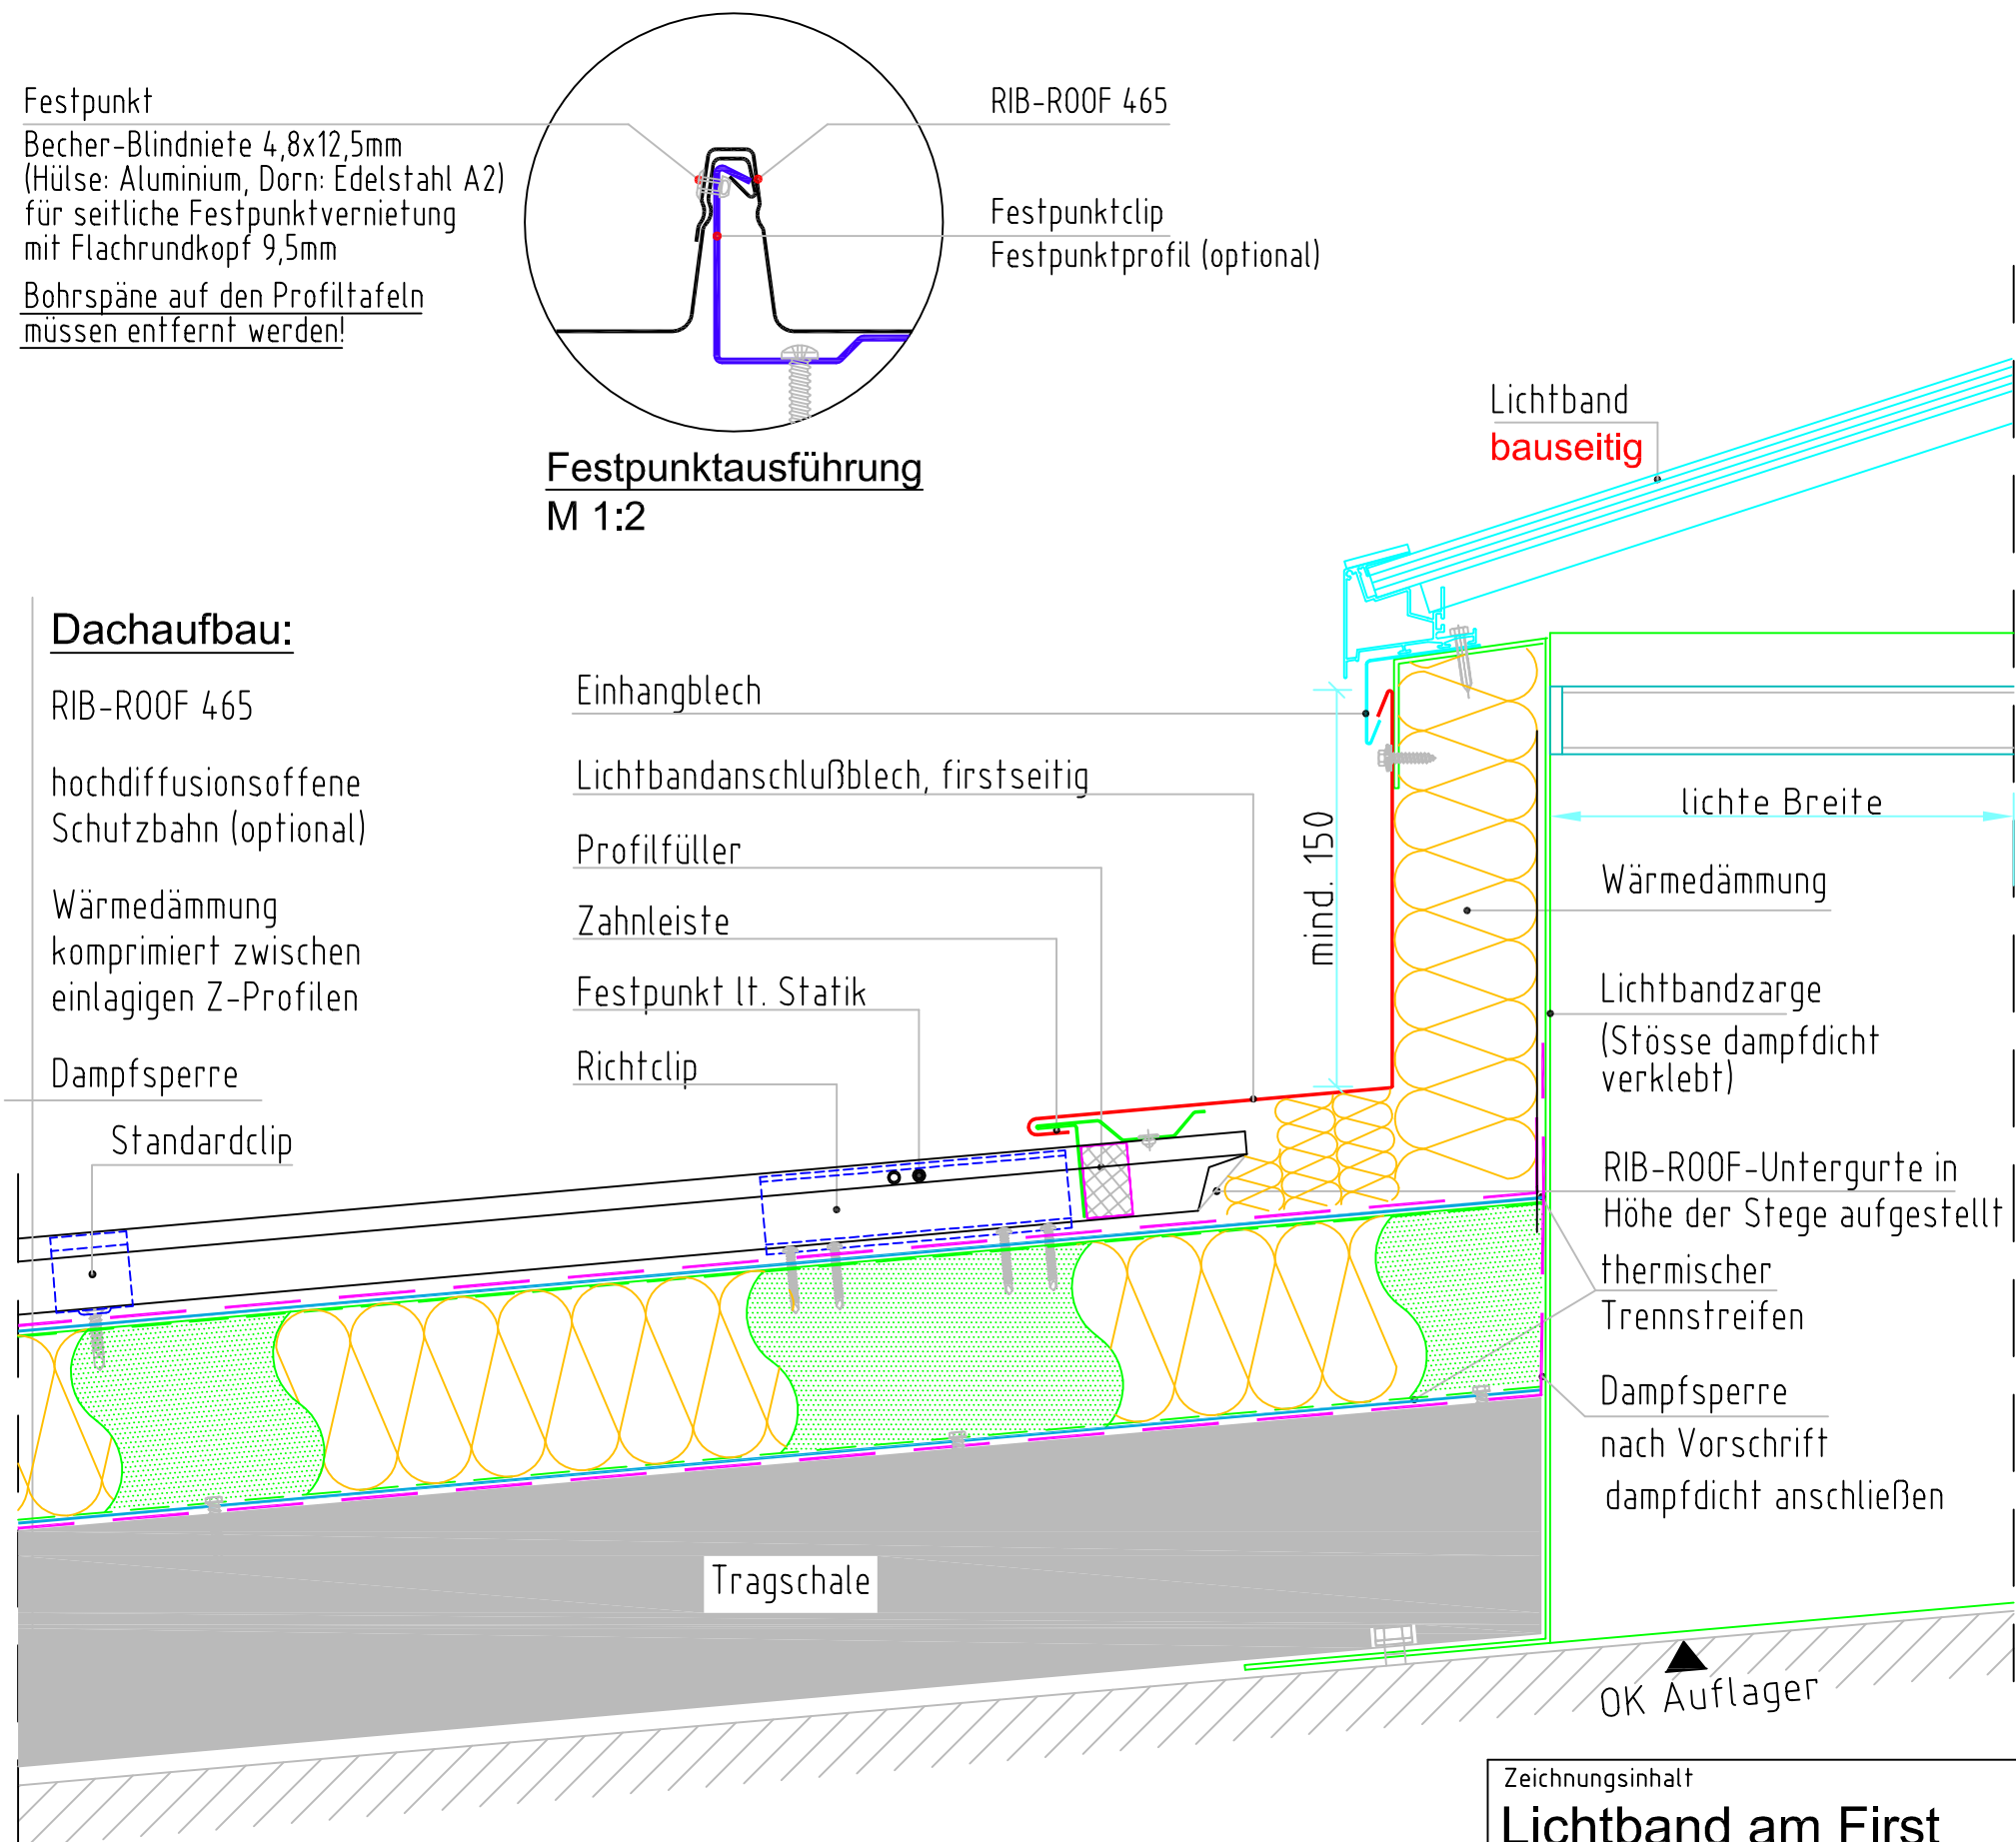 Festpunkt
Becher-Blindniete 4,8x12,5mm
(Hülse: Aluminium, Dorn: Edelstahl A2)
für seitliche Festpunktvernietung
mit Flachrundkopf 9,5mm
Bohrspäne auf den Profiltafeln
müssen entfernt werden!
RIB-ROOF 465
Festpunktclip
Festpunktprofil (optional)
Festpunktausführung
M 1:2
Lichtband
bauseitig
Dachaufbau:
RIB-ROOF 465
hochdiffusionsoffene
Schutzbahn (optional)
Wärmedämmung
komprimiert zwischen
einlagigen Z-Profilen
Dampfsperre
Standardclip
Einhangblech
Lichtbandanschlußblech, firstseitig
Profilfüller
Zahnleiste
Festpunkt lt. Statik
Richtclip
mind. 150
lichte Breite
Wärmedämmung
Lichtbandzarge
(Stösse dampfdicht
verklebt)
RIB-ROOF-Untergurte in
Höhe der Stege aufgestellt
thermischer
Trennstreifen
Dampfsperre
nach Vorschrift
dampfdicht anschließen
Tragschale
OK Auflager
Zeichnungsinhalt
Lichtband am First